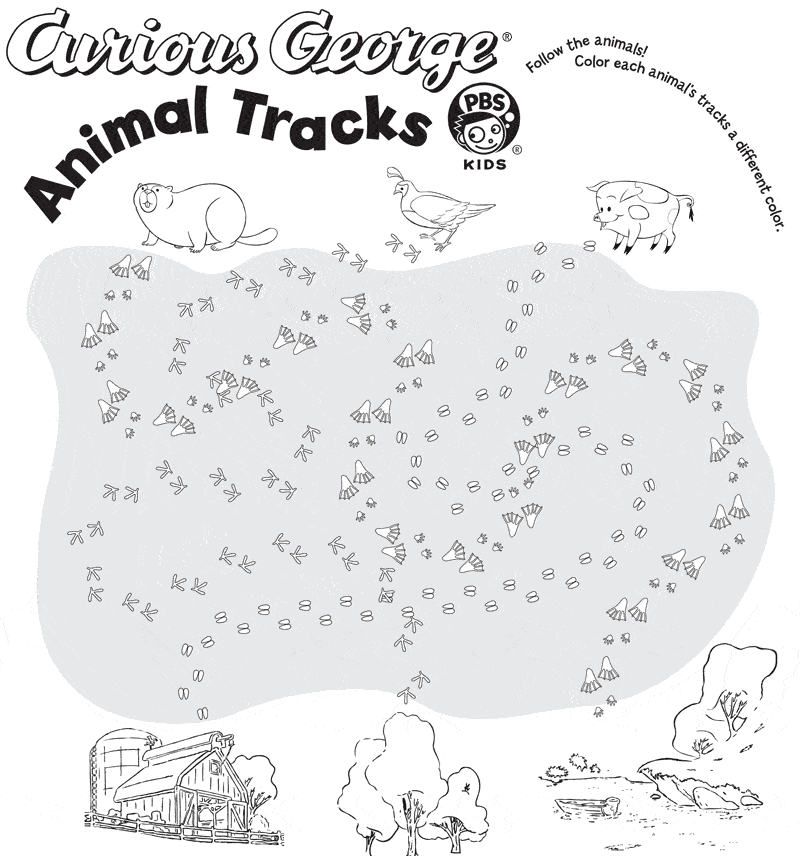 Curious George®
Follow the animals!
Color each animal's tracks a different color.
Animal Tracks
PBS
KIDS
®